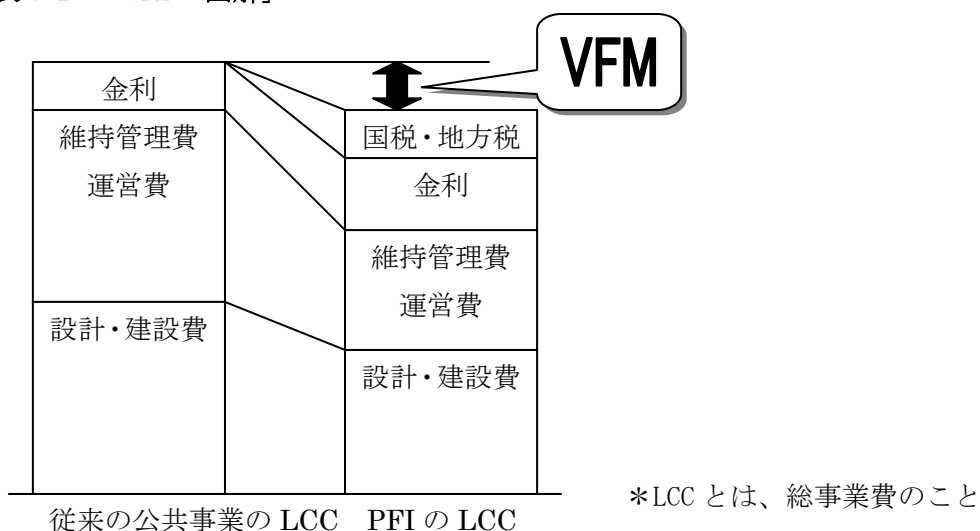 VFM
金利
維持管理費
運営費
設計・建設費
国税・地方税
金利
維持管理費
運営費
設計・建設費
従来の公共事業の LCC
PFI の LCC
*LCC とは、総事業費のこと